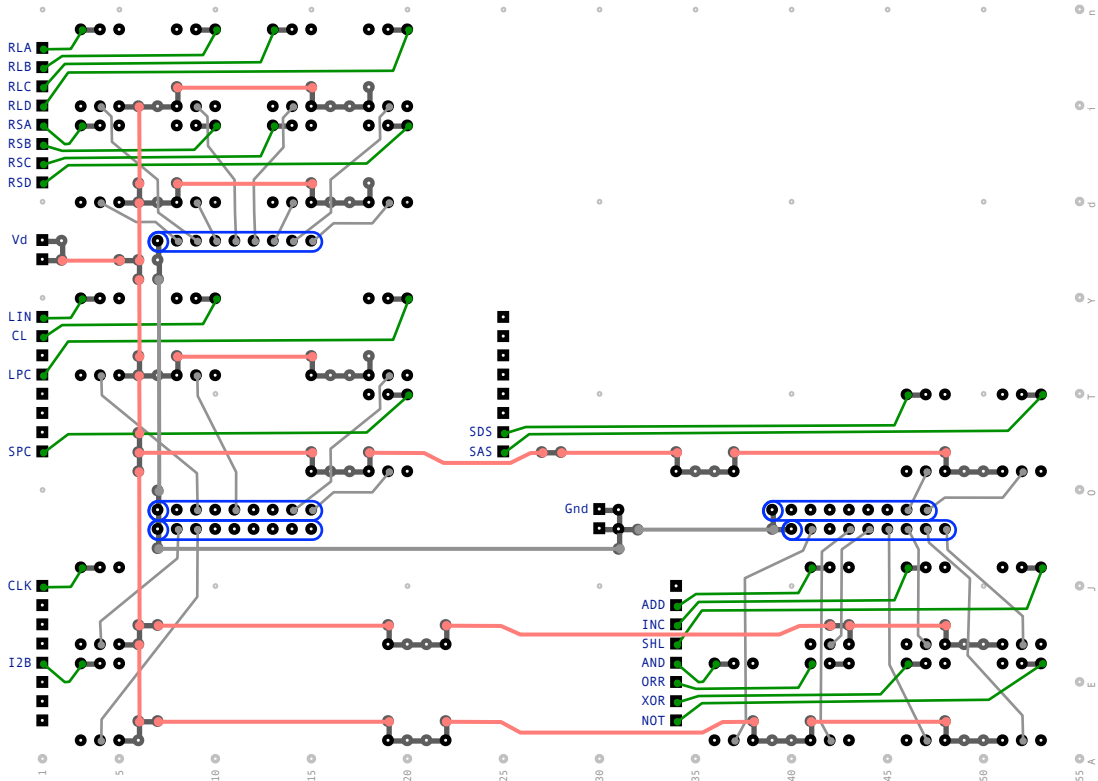 n
RLA
RLB
RLC
RLD
i
RSA
RSB
RSC
RSD
d
Vd
Y
LIN
CL
LPC
T
SDS
SPC
SAS
O
Gnd
CLK
J
ADD
INC
SHL
I2B
AND
E
ORR
XOR
NOT
A
1 5 10 15 20 25 30 35 40 45 50 55